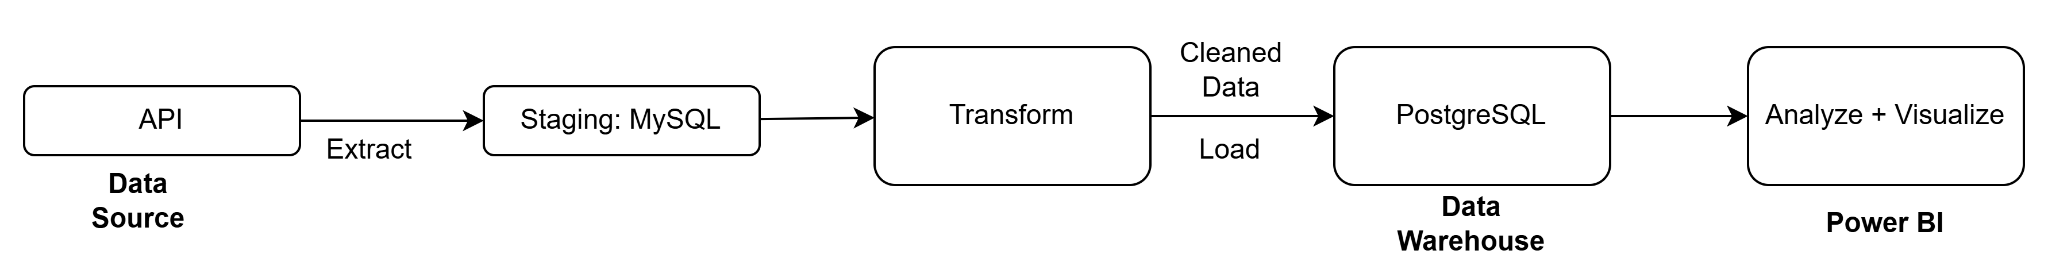 API
Data
Source
Extract
Staging: MySQL
Transform
Cleaned
Data
Load
PostgreSQL
Data
Warehouse
Analyze + Visualize
Power BI